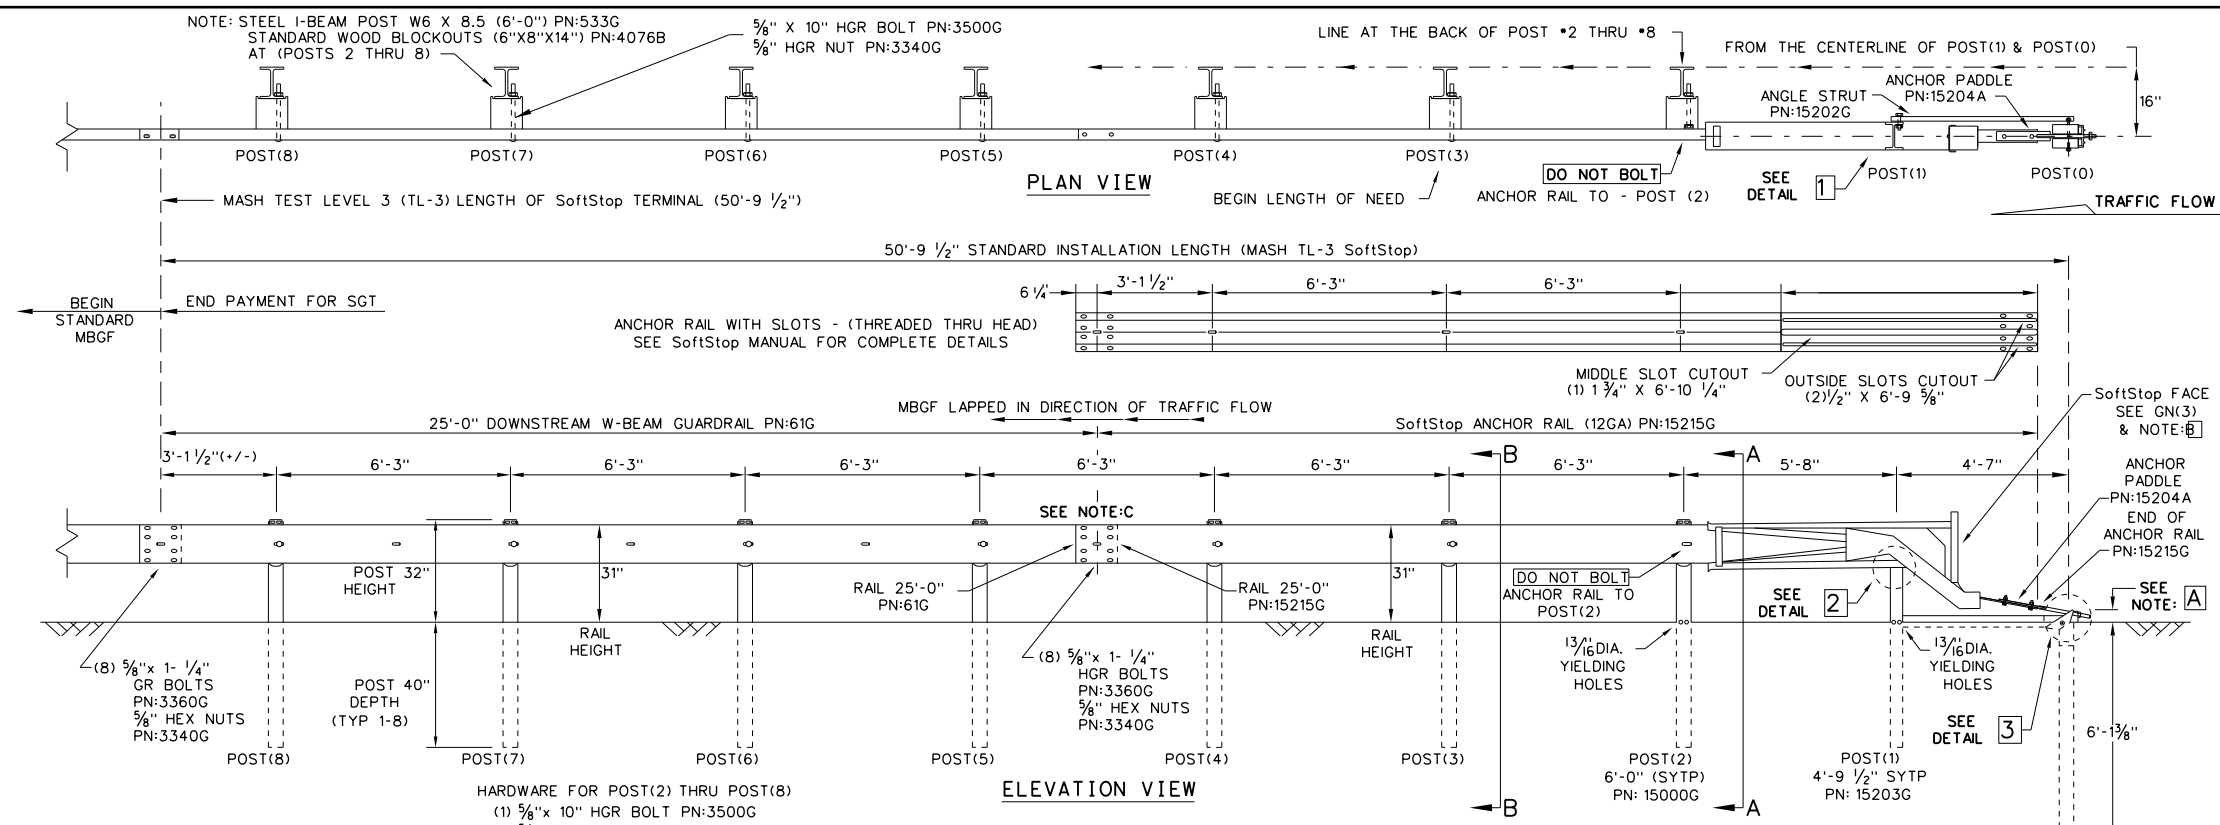 NOTE: STEEL I-BEAM POST W6 X 8.5 (6'-0") PN:533G
STANDARD WOOD BLOCKOUTS (6"X8"X14") PN:4076B
AT (POSTS 2 THRU 8)
5/8" X 10" HGR BOLT PN:3500G
5/8" HGR NUT PN:3340G
LINE AT THE BACK OF POST *2 THRU *8
FROM THE CENTERLINE OF POST(1) & POST(0)
ANCHOR PADDLE
PN:15204A
ANGLE STRUT
PN:15202G
16"
POST(8)
POST(7)
POST(6)
POST(5)
POST(4)
POST(3)
DO NOT BOLT
ANCHOR RAIL TO - POST (2)
SEE
DETAIL 1
POST(1)
POST(0)
PLAN VIEW
BEGIN LENGTH OF NEED
MASH TEST LEVEL 3 (TL-3) LENGTH OF SoftStop TERMINAL (50'-9 1/2")
TRAFFIC FLOW
50'-9 1/2" STANDARD INSTALLATION LENGTH (MASH TL-3 SoftStop)
BEGIN
STANDARD
MBGF
END PAYMENT FOR SGT
6 1/4"
3'-1 1/2"
6'-3"
6'-3"
ANCHOR RAIL WITH SLOTS - (THREADED THRU HEAD)
SEE SoftStop MANUAL FOR COMPLETE DETAILS
MIDDLE SLOT CUTOUT
(1) 1 3/4" X 6'-10 1/4"
OUTSIDE SLOTS CUTOUT
(2)1/2" X 6'-9 5/8"
SoftStop FACE
SEE GN(3)
& NOTE:B
MBGF LAPPED IN DIRECTION OF TRAFFIC FLOW
25'-0" DOWNSTREAM W-BEAM GUARDRAIL PN:61G
SoftStop ANCHOR RAIL (12GA) PN:15215G
3'-1 1/2"(+/-)
6'-3"
6'-3"
6'-3"
6'-3"
6'-3"
6'-3"
5'-8"
4'-7"
B
A
ANCHOR
PADDLE
PN:15204A
END OF
ANCHOR RAIL
PN:15215G
SEE NOTE:C
POST 32"
HEIGHT
31"
RAIL
HEIGHT
RAIL 25'-0"
PN:61G
RAIL 25'-0"
PN:15215G
31"
RAIL
HEIGHT
DO NOT BOLT
ANCHOR RAIL TO
POST(2)
SEE
DETAIL 2
SEE
NOTE: A
(8) 5/8"x 1- 1/4"
GR BOLTS
PN:3360G
5/8" HEX NUTS
PN:3340G
POST 40"
DEPTH
(TYP 1-8)
(8) 5/8"x 1- 1/4"
HGR BOLTS
PN:3360G
5/8" HEX NUTS
PN:3340G
13/16"DIA.
YIELDING
HOLES
13/16"DIA.
YIELDING
HOLES
SEE
DETAIL 3
6'-1 3/8"
POST(8)
POST(7)
POST(6)
POST(5)
POST(4)
POST(3)
POST(2)
6'-0" (SYTP)
PN: 15000G
POST(1)
4'-9 1/2" SYTP
PN: 15203G
ELEVATION VIEW
B
A
HARDWARE FOR POST(2) THRU POST(8)
(1) 5/8"x 10" HGR BOLT PN:3500G